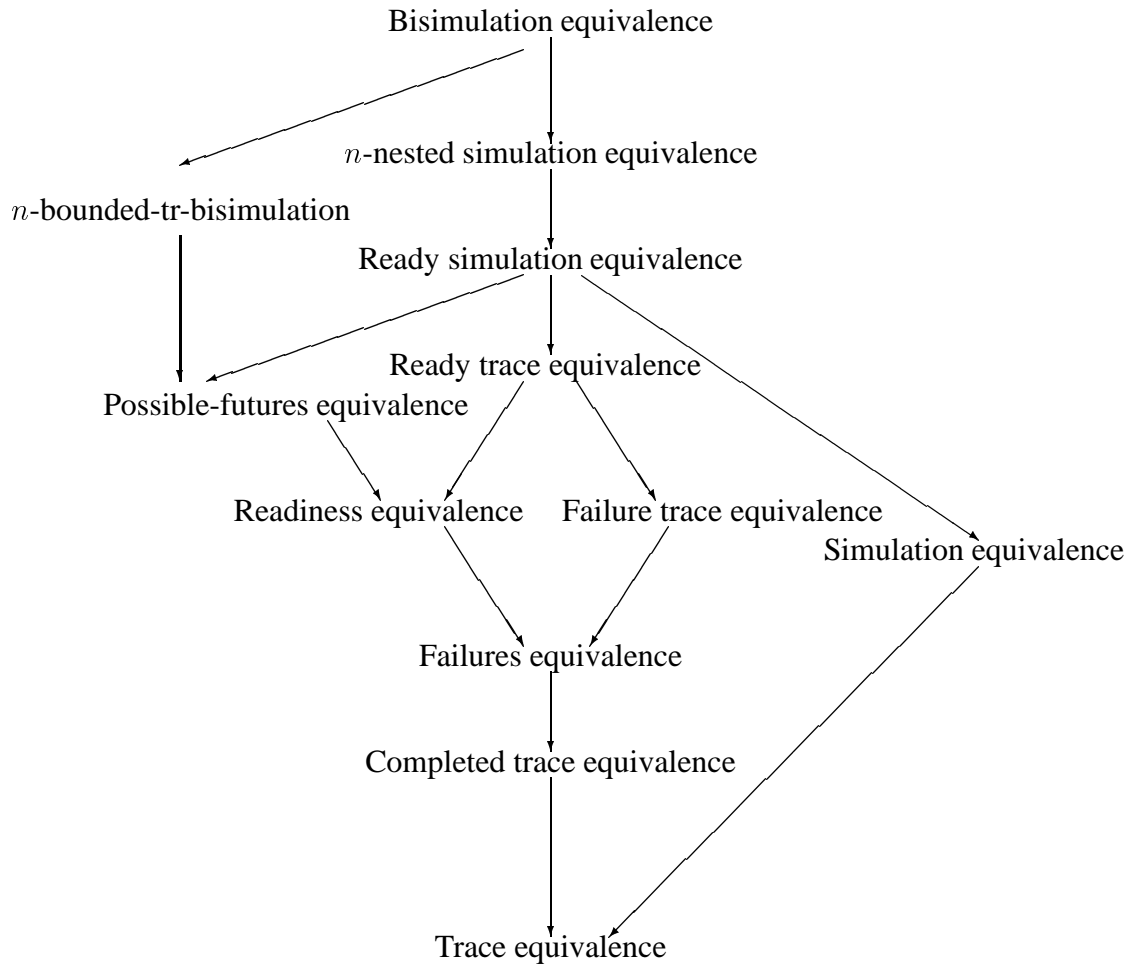 Bisimulation equivalence
n-nested simulation equivalence
n-bounded-tr-bisimulation
Ready simulation equivalence
Ready trace equivalence
Possible-futures equivalence
Readiness equivalence
Failure trace equivalence
Simulation equivalence
Failures equivalence
Completed trace equivalence
Trace equivalence